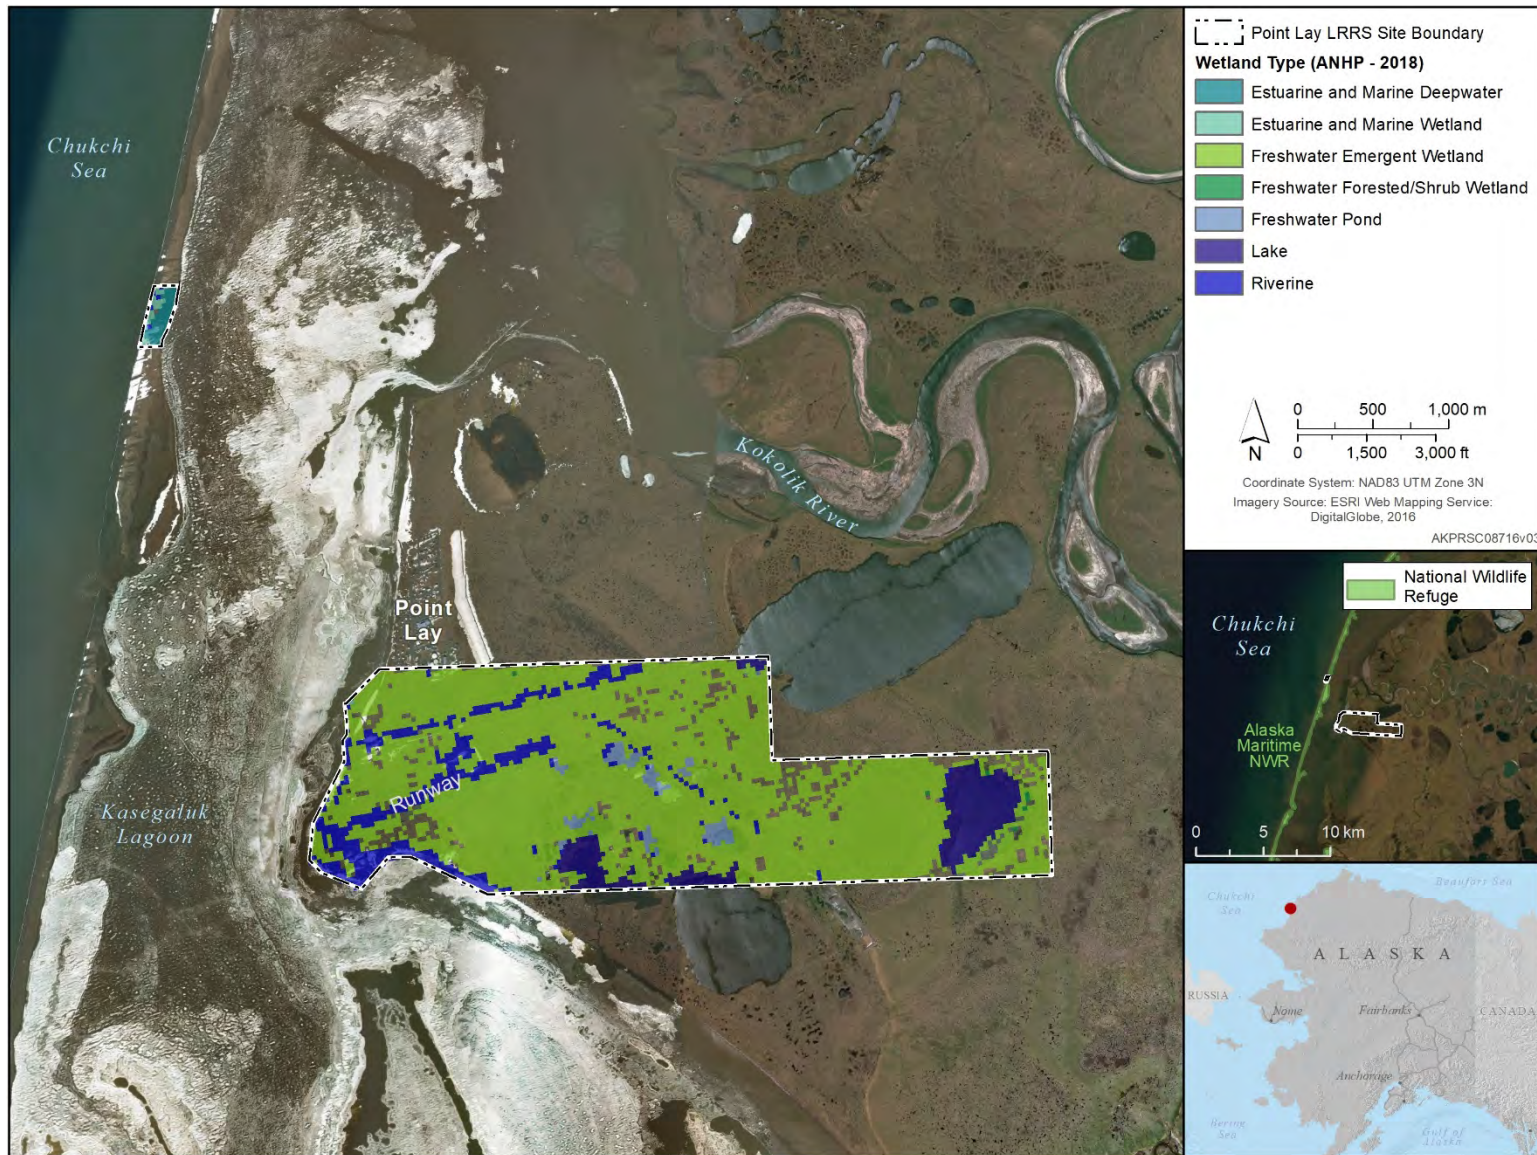 Chukchi
Sea
Kokolik River
Point
Lay
Runway
Kasegaluk
Lagoon
Point Lay LRRS Site Boundary
Wetland Type (ANHP - 2018)
Estuarine and Marine Deepwater
Estuarine and Marine Wetland
Freshwater Emergent Wetland
Freshwater Forested/Shrub Wetland
Freshwater Pond
Lake
Riverine
0 500 1,000 m
N
0 1,500 3,000 ft
Coordinate System: NAD83 UTM Zone 3N
Imagery Source: ESRI Web Mapping Service:
DigitalGlobe, 2016
AKPRSC08716v03
National Wildlife
Refuge
Chukchi
Sea
Alaska
Maritime
NWR
0 5 10 km
Beaufort Sea
Chukchi
Sea
ALASKA
RUSSIA
Nome
Fairbanks
CANADA
Anchorage
Bering
Sea
Gulf of
Alaska